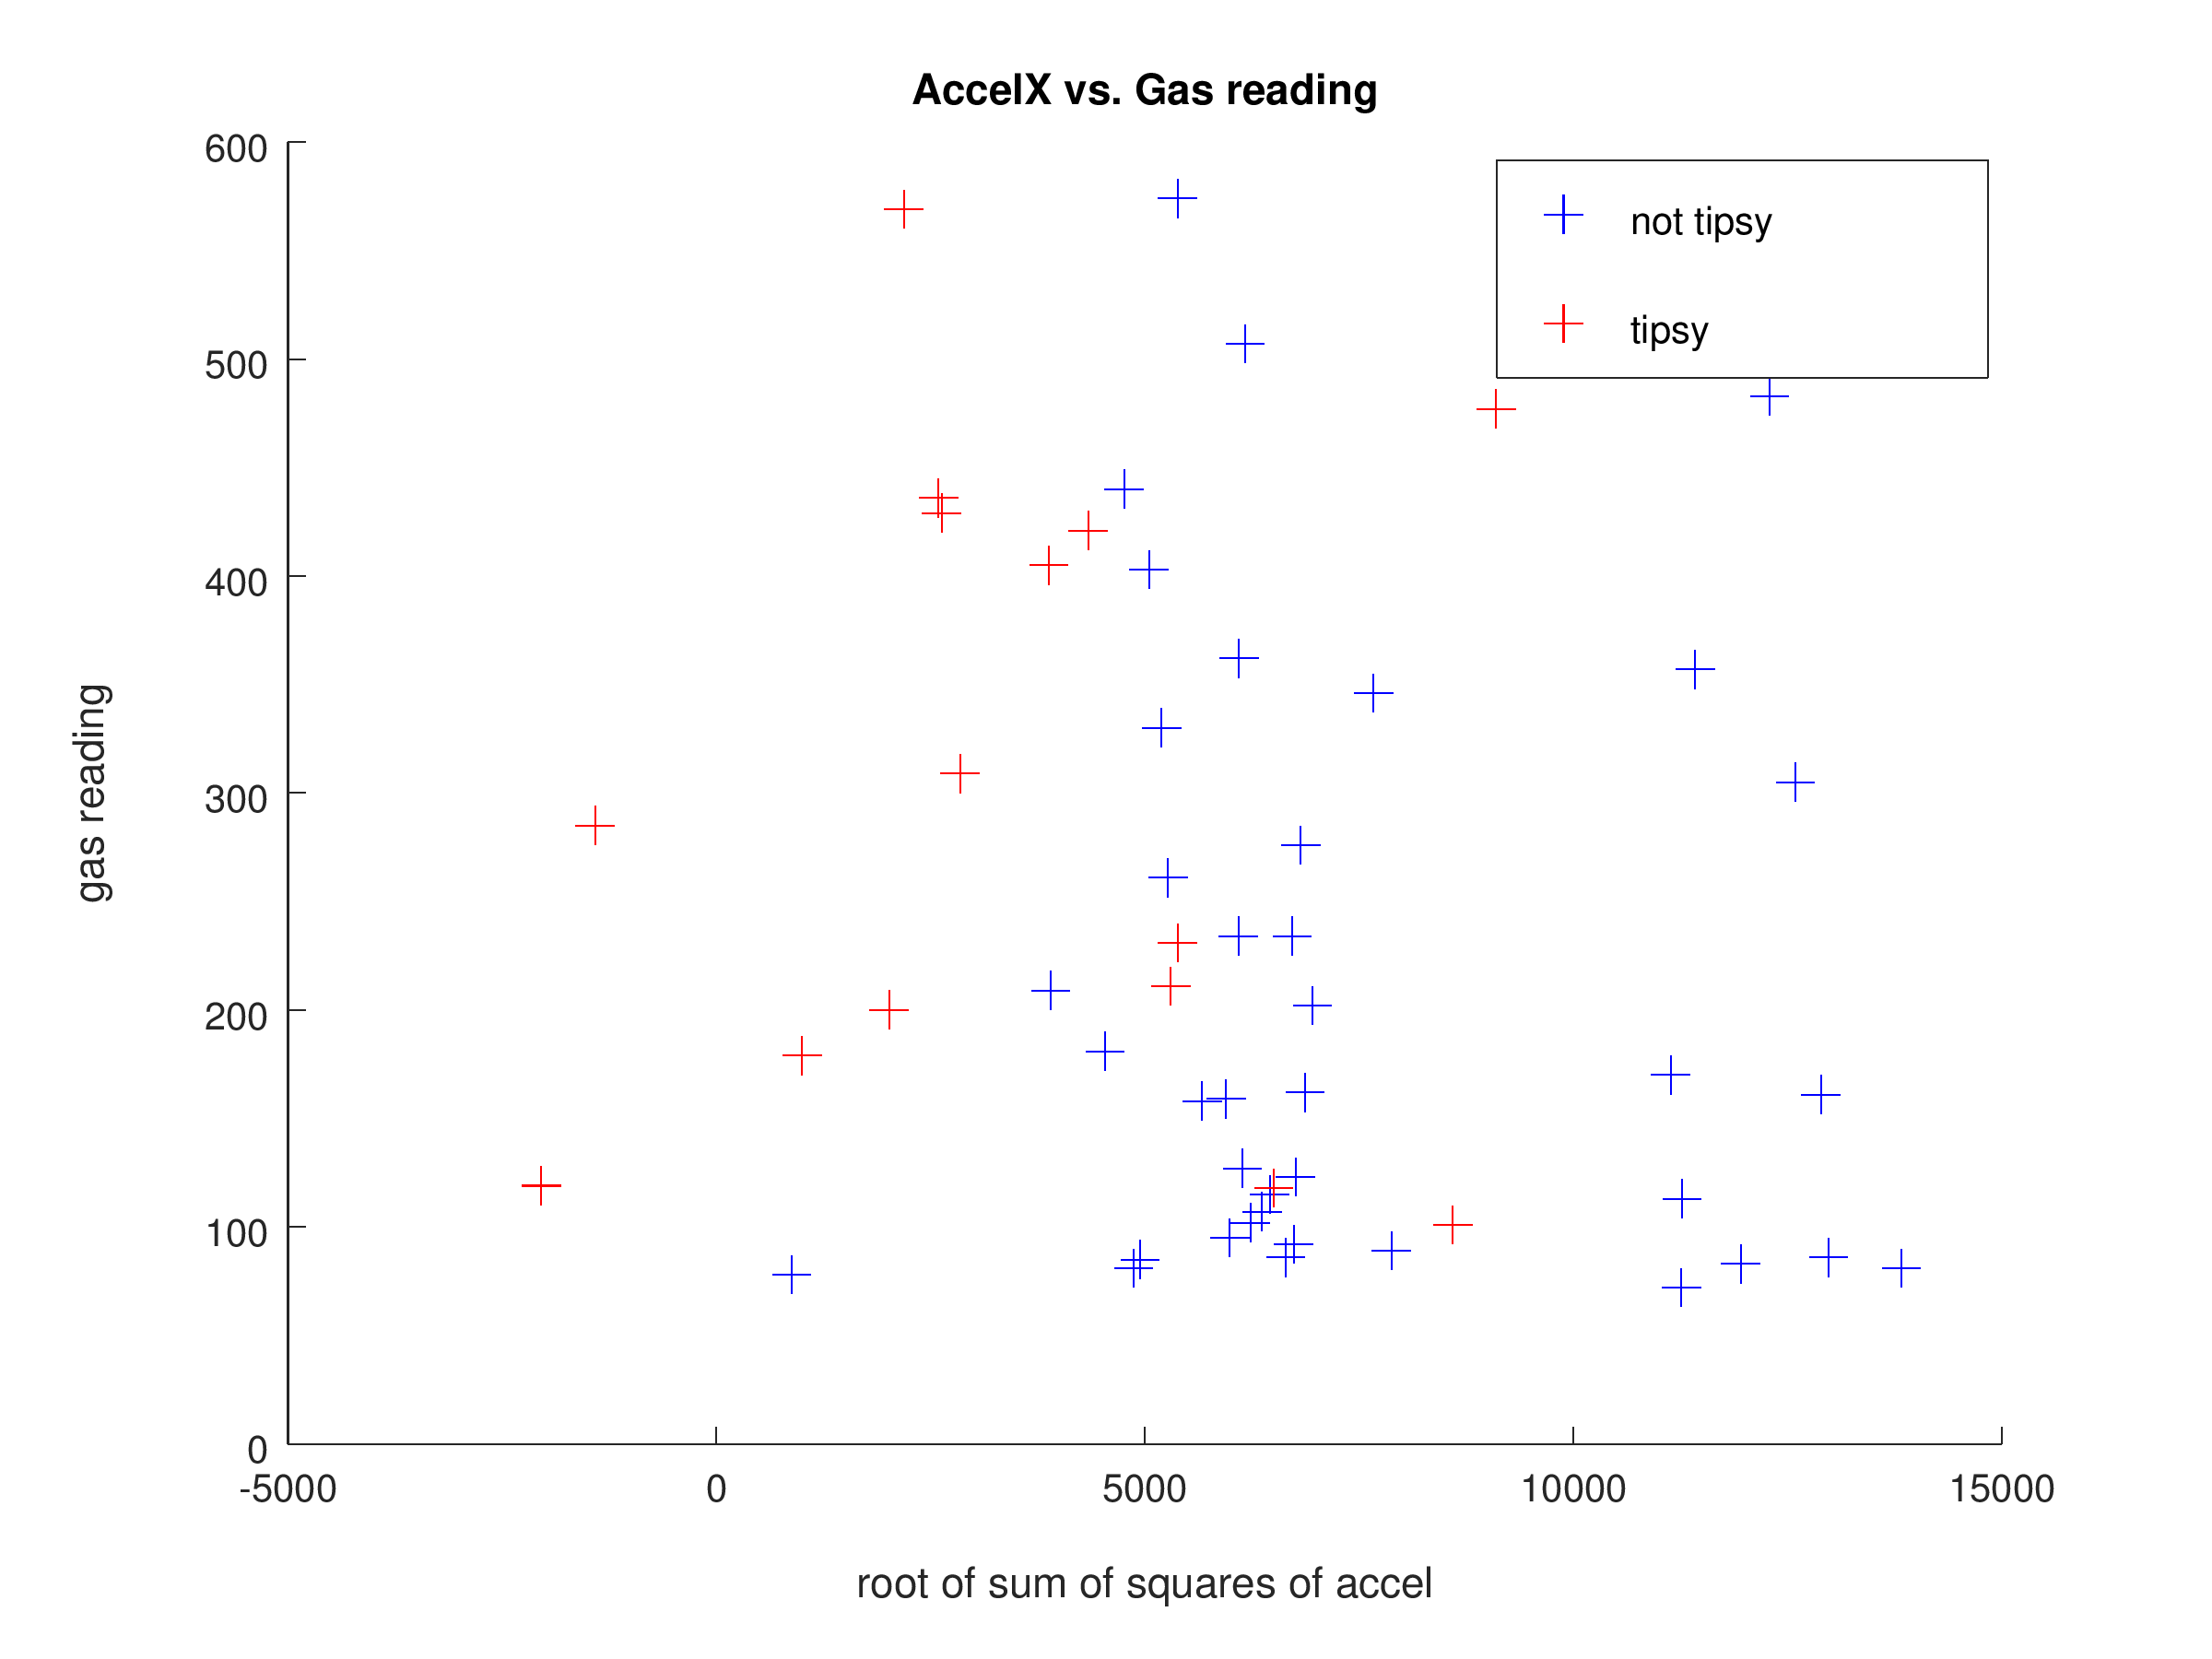 AccelX vs. Gas reading
600
not tipsy
tipsy
500
400
gas reading
300
200
100
0
-5000 0 5000 10000 15000
root of sum of squares of accel